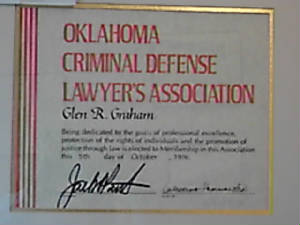 OKLAHOMA
CRIMINAL DEFENSE
LAWYER'S ASSOCIATION
Glen R. Graham
Being dedicated to the goals of professional excellence,
protection of the rights of individuals and the promotion of
justice through law is elected to Membership in this Association
this 5th day of October